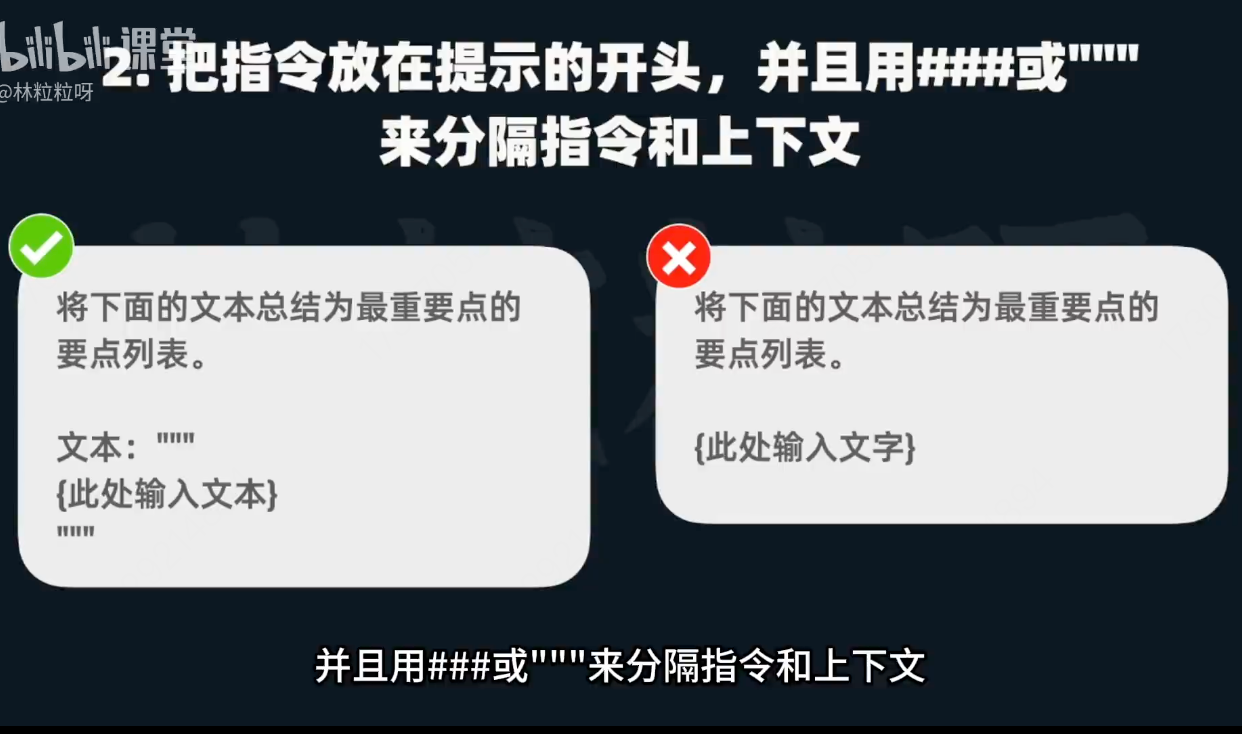 bilibili课堂
@林粒粒呀
2. 把指令放在提示的开头，并且用###或"""
来分隔指令和上下文
将下面的文本总结为最重要点的
要点列表。
文本："""
{此处输入文本}
"""
将下面的文本总结为最重要点的
要点列表。
{此处输入文字}
并且用###或"""来分隔指令和上下文